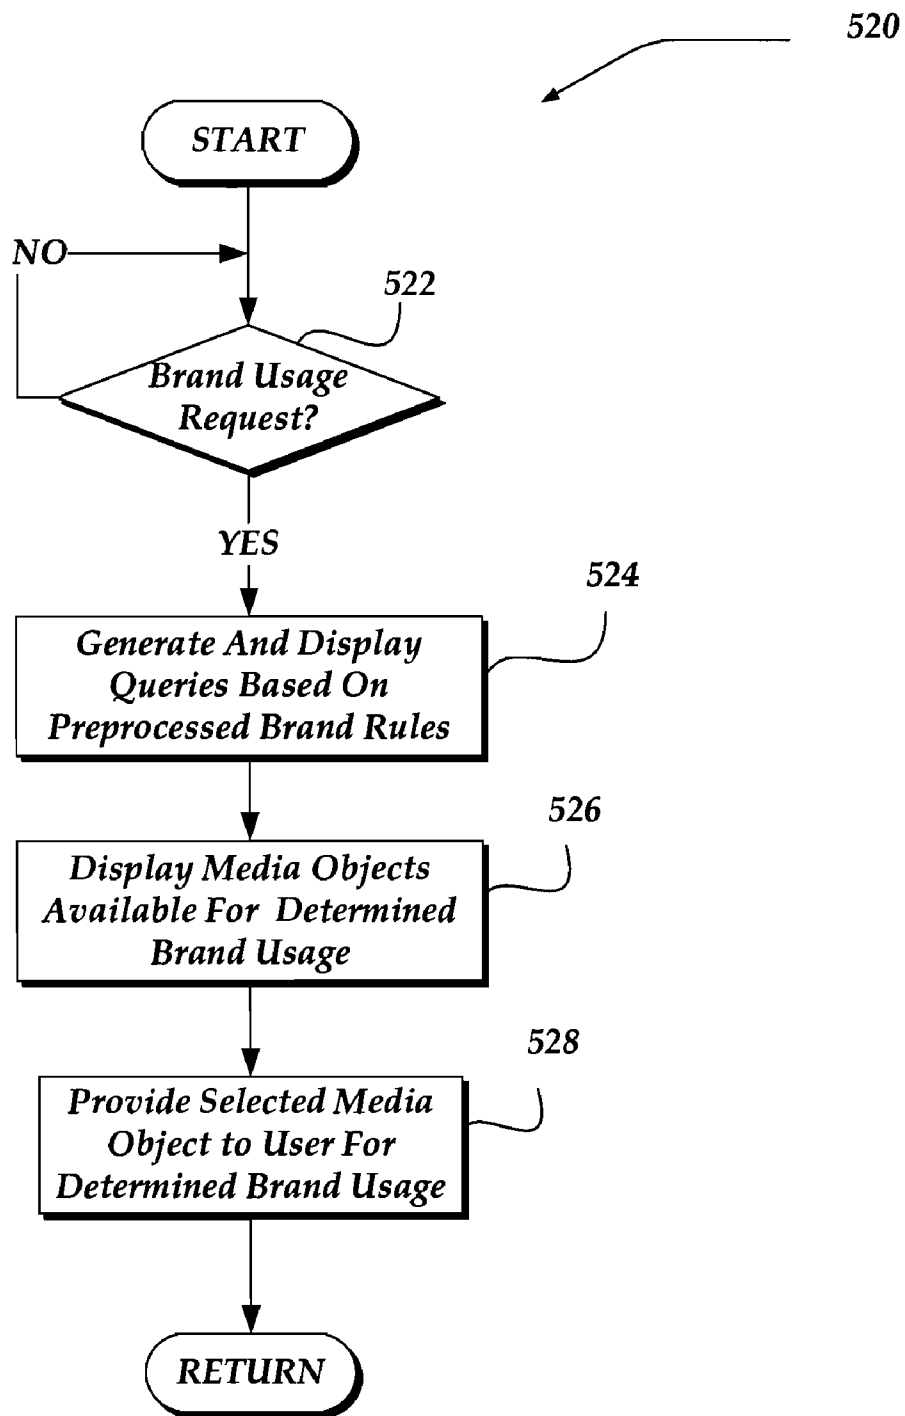 520
START
NO
522
Brand Usage
Request?
YES
524
Generate And Display
Queries Based On
Preprocessed Brand Rules
526
Display Media Objects
Available For Determined
Brand Usage
528
Provide Selected Media
Object to User For
Determined Brand Usage
RETURN